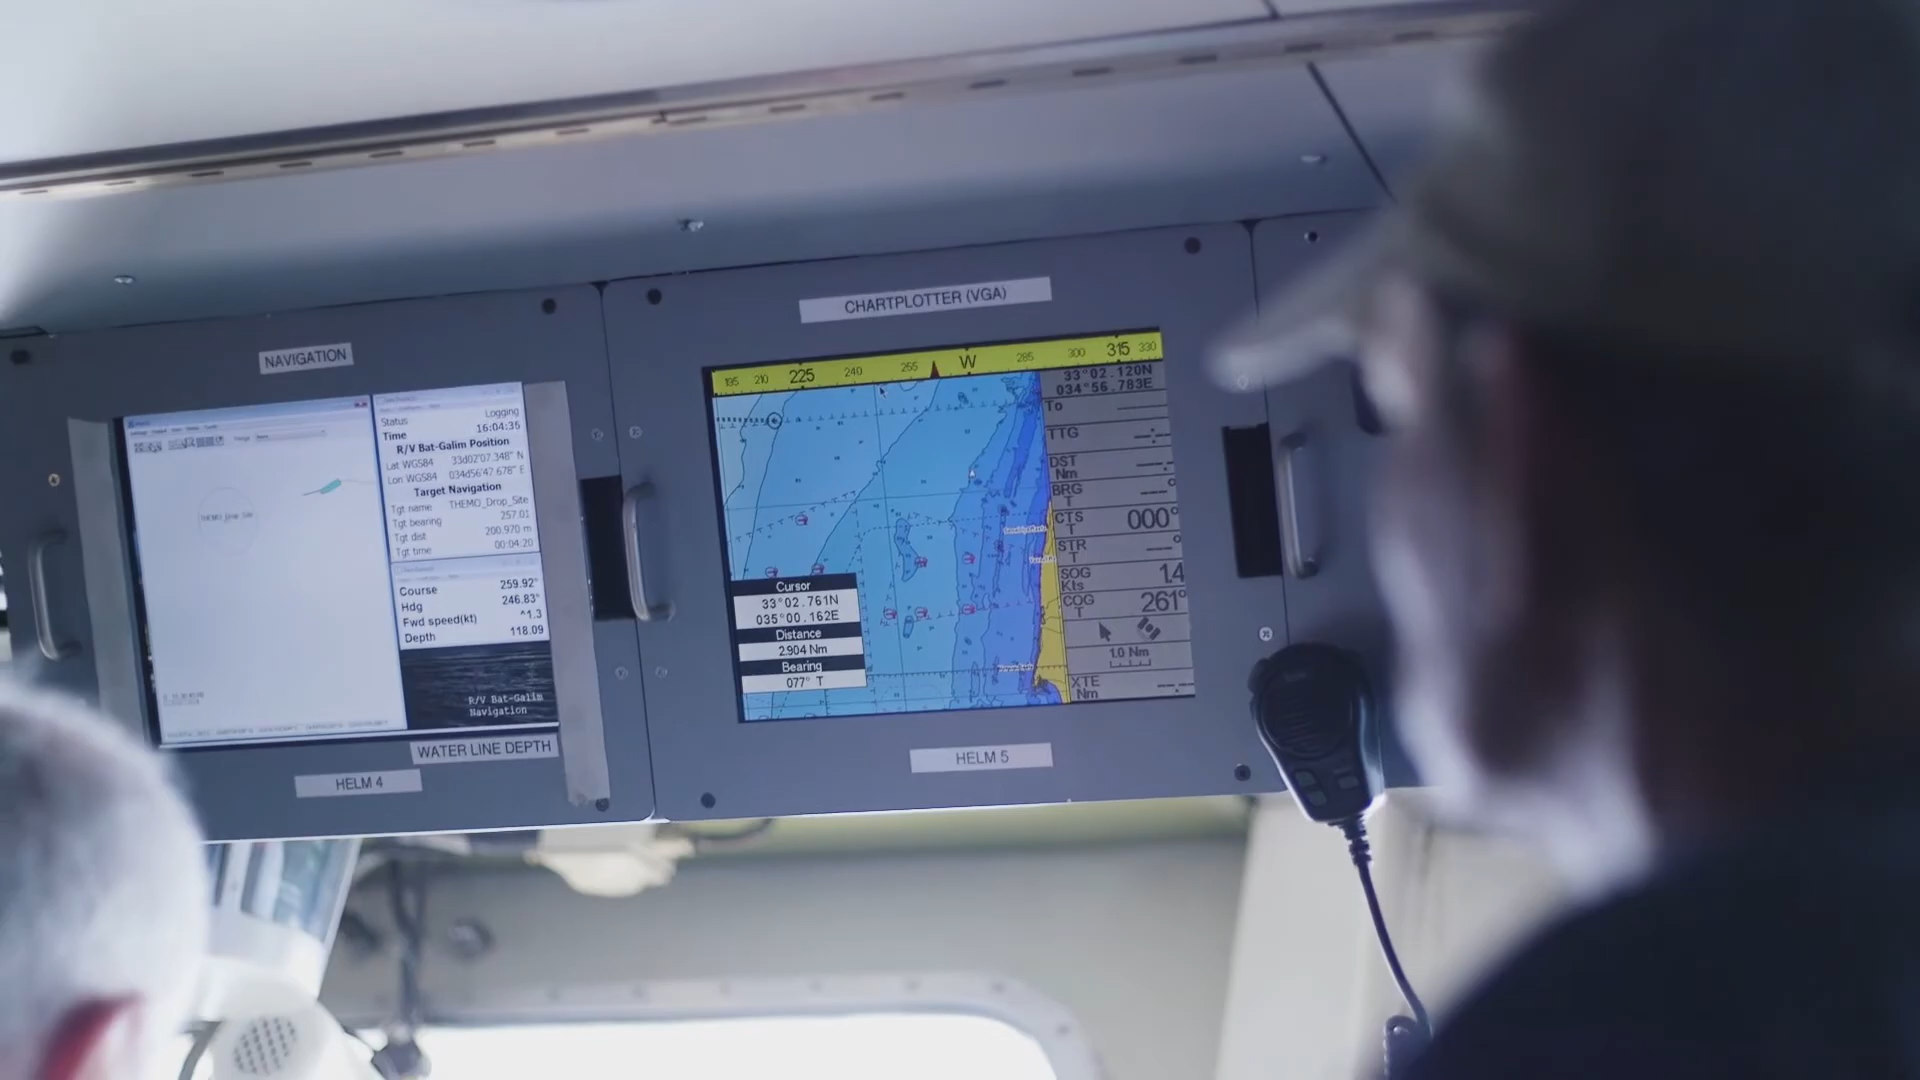 NAVIGATION
Status Logging
Time 16:04:35
R/V Bat-Galim Position
Lat WGS84 33d02'07.348" N
Lon WGS84 034d56'47.678" E
Target Navigation
Tgt name THEMO_Drop_Site
Tgt bearing 257.01
Tgt dist 200.970 m
Tgt time 00:04:20
Course 259.92°
Hdg 246.83°
Fwd speed(kt) ^1.3
Depth 118.09
R/V Bat-Galim
Navigation
WATER LINE DEPTH
HELM 4
CHARTPLOTTER (VGA)
195 210 225 240 255 W 285 300 315 330
33°02.120N
034°56.783E
To
TTG
DST
Nm
BRG
T
CTS 000°
T
STR
T
SOG 1.4
Kts
COG 261°
T
1.0 Nm
XTE
Nm
Cursor
33°02.761N
035°00.162E
Distance
2.904 Nm
Bearing
077° T
HELM 5